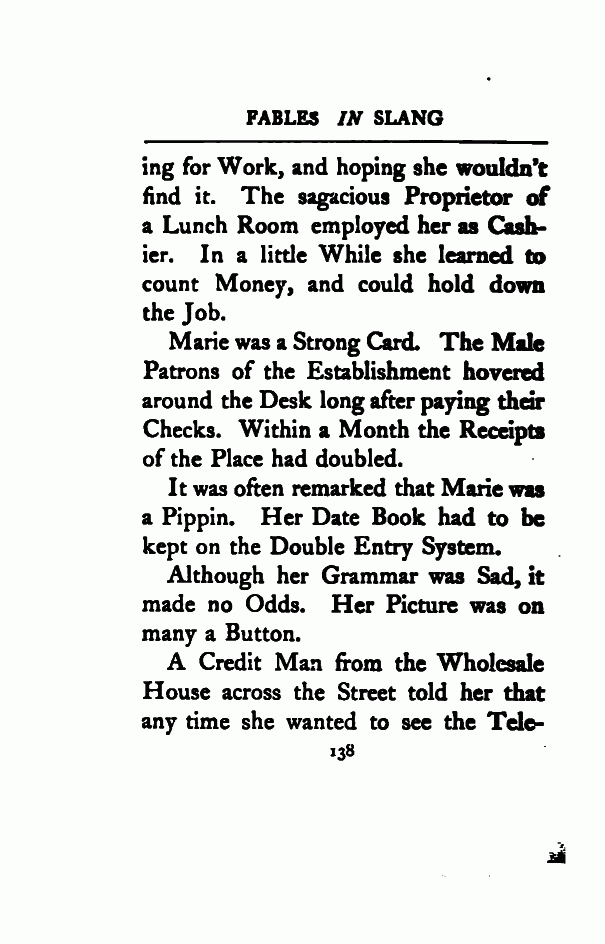 FABLES IN SLANG
ing for Work, and hoping she wouldn't
find it. The sagacious Proprietor of
a Lunch Room employed her as Cash-
ier. In a little While she learned to
count Money, and could hold down
the Job.
Marie was a Strong Card. The Male
Patrons of the Establishment hovered
around the Desk long after paying their
Checks. Within a Month the Receipts
of the Place had doubled.
It was often remarked that Marie was
a Pippin. Her Date Book had to be
kept on the Double Entry System.
Although her Grammar was Sad, it
made no Odds. Her Picture was on
many a Button.
A Credit Man from the Wholesale
House across the Street told her that
any time she wanted to see the Tele-
138